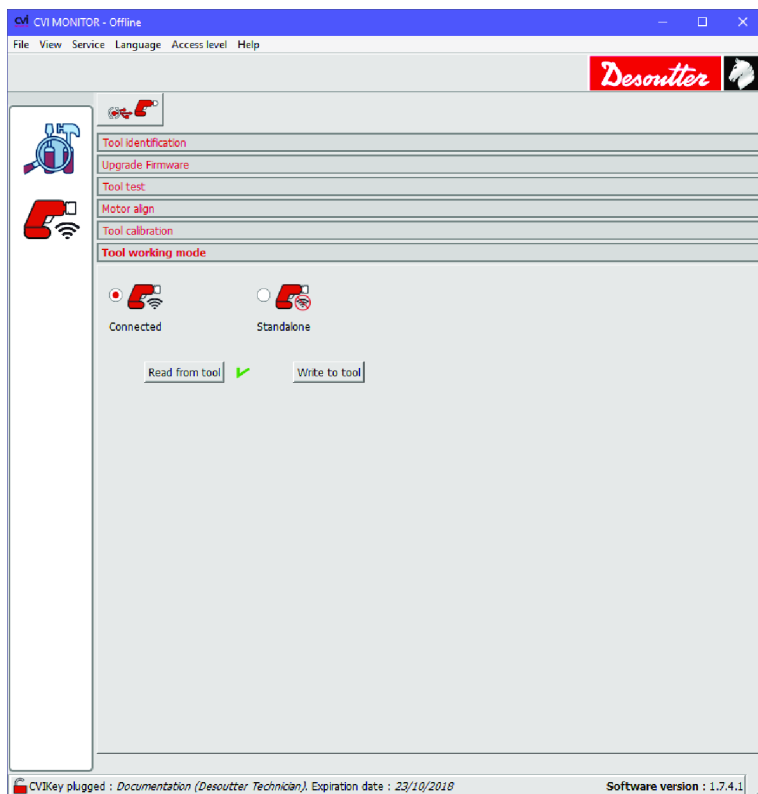 cvi CVI MONITOR - Offline
File View Service Language Access level Help
Desoutter
Tool identification
Upgrade Firmware
Tool test
Motor align
Tool calibration
Tool working mode
Connected Standalone
Read from tool Write to tool
CVIKey plugged : Documentation (Desoutter Technician). Expiration date : 23/10/2018 Software version : 1.7.4.1